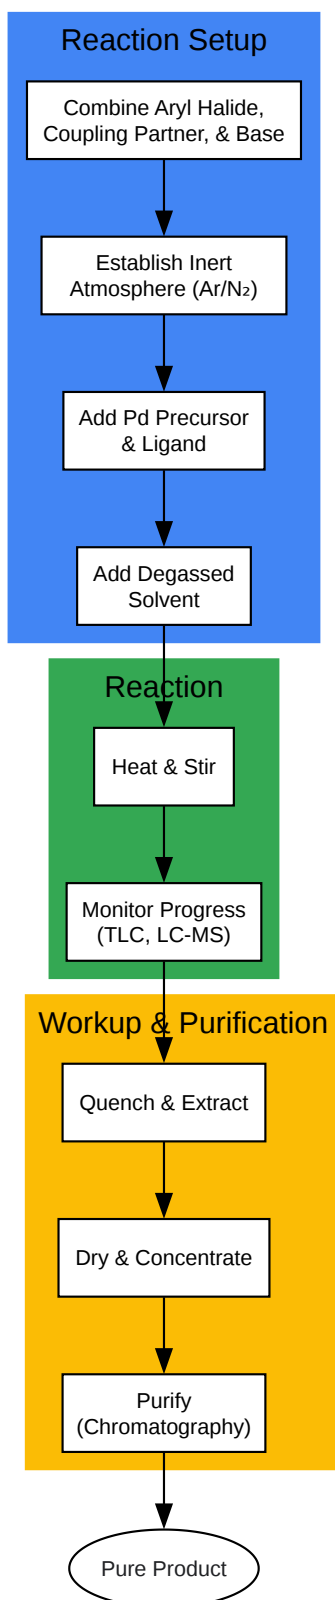 Reaction Setup
Combine Aryl Halide,
Coupling Partner, & Base
Establish Inert
Atmosphere (Ar/N₂)
Add Pd Precursor
& Ligand
Add Degassed
Solvent
Reaction
Heat & Stir
Monitor Progress
(TLC, LC-MS)
Workup & Purification
Quench & Extract
Dry & Concentrate
Purify
(Chromatography)
Pure Product